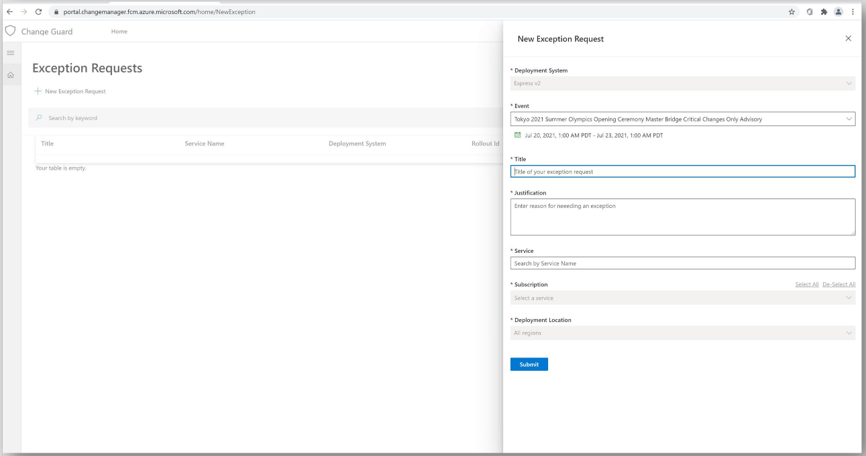 portal.changemanager.fcm.azure.microsoft.com/home/NewException
Change Guard
Home
Exception Requests
New Exception Request
Search by keyword
Title Service Name Deployment System Rollout Id
Your table is empty.
New Exception Request
* Deployment System
Express v2
* Event
Tokyo 2021 Summer Olympics Opening Ceremony Master Bridge Critical Changes Only Advisory
Jul 20, 2021, 1:00 AM PDT - Jul 23, 2021, 1:00 AM PDT
* Title
Title of your exception request
* Justification
Enter reason for neeeding an exception
* Service
Search by Service Name
* Subscription Select All De-Select All
Select a service
* Deployment Location
All regions
Submit